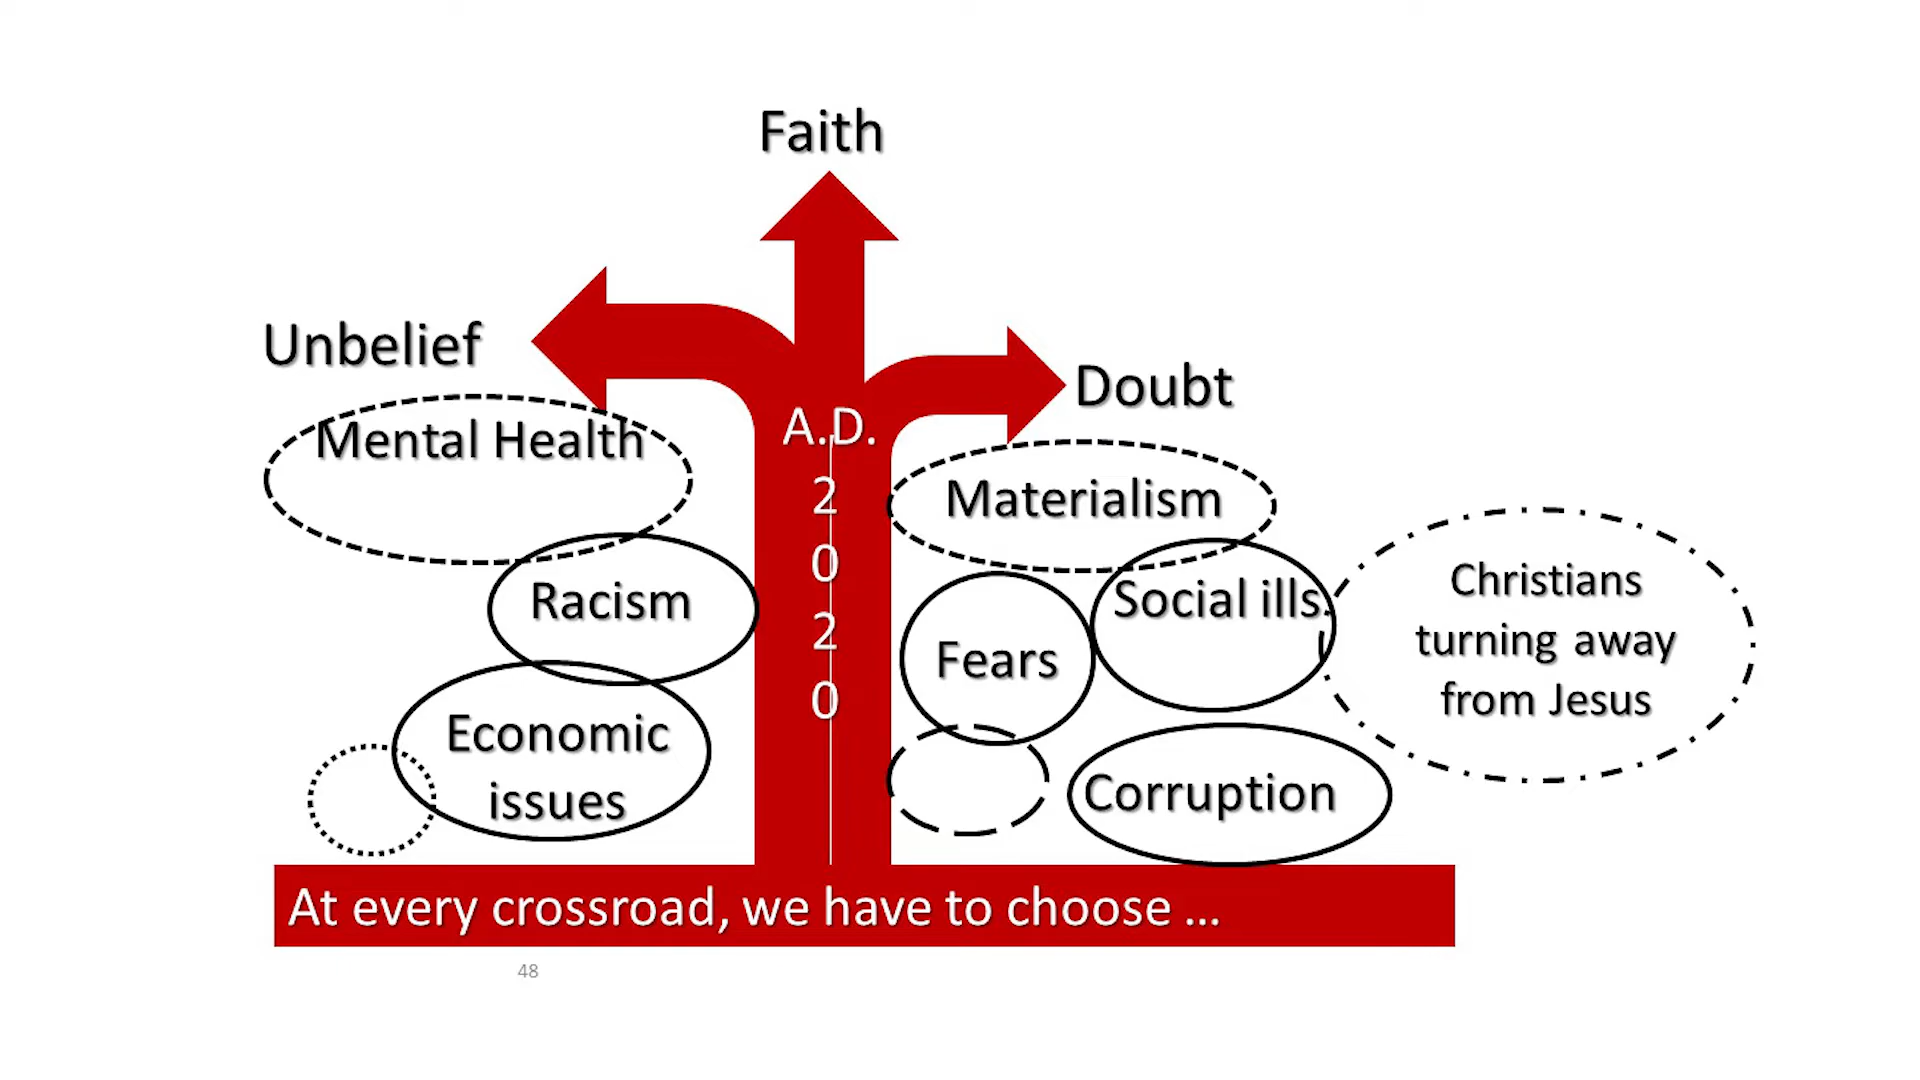 Faith
Unbelief
Doubt
A.D.
2
0
2
0
Mental Health
Materialism
Racism
Social ills
Fears
Christians
turning away
from Jesus
Economic
issues
Corruption
At every crossroad, we have to choose ...
48